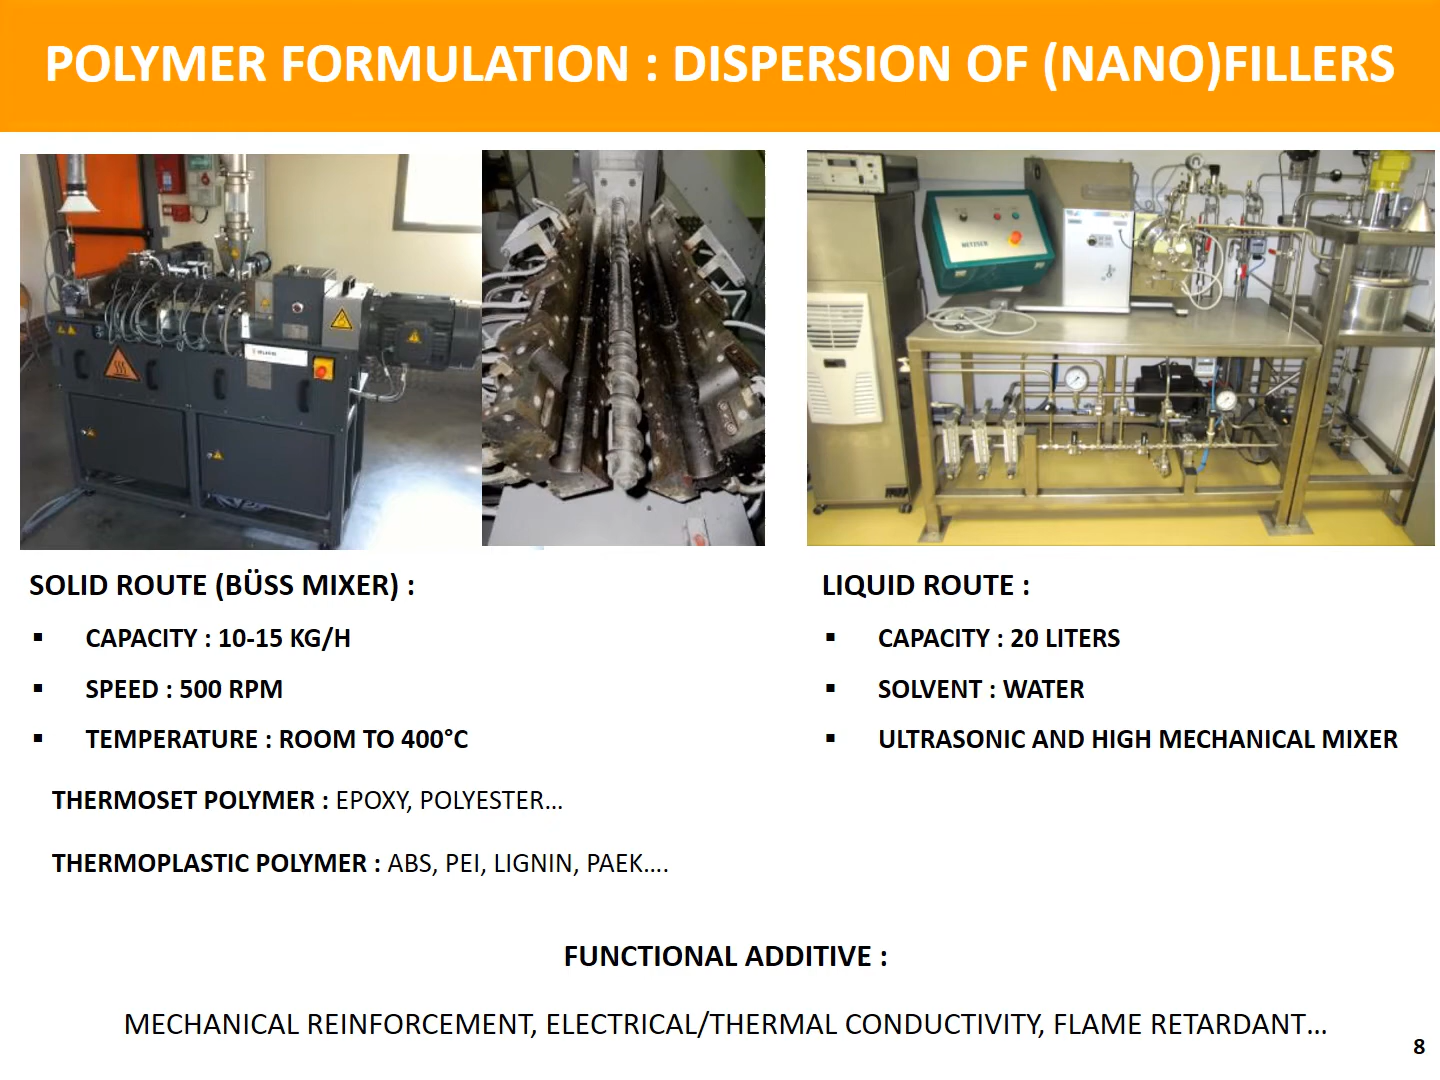 POLYMER FORMULATION : DISPERSION OF (NANO)FILLERS
NETZSCH
SOLID ROUTE (BÜSS MIXER) :
▪ CAPACITY : 10-15 KG/H
▪ SPEED : 500 RPM
▪ TEMPERATURE : ROOM TO 400°C
THERMOSET POLYMER : EPOXY, POLYESTER...
THERMOPLASTIC POLYMER : ABS, PEI, LIGNIN, PAEK....
LIQUID ROUTE :
▪ CAPACITY : 20 LITERS
▪ SOLVENT : WATER
▪ ULTRASONIC AND HIGH MECHANICAL MIXER
FUNCTIONAL ADDITIVE :
MECHANICAL REINFORCEMENT, ELECTRICAL/THERMAL CONDUCTIVITY, FLAME RETARDANT...
8